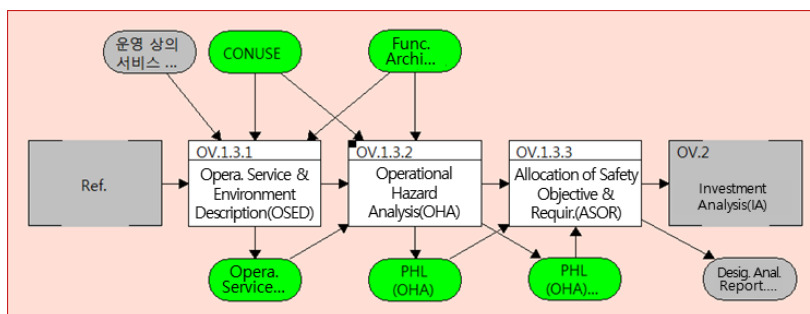 운영 상의
서비스 ...
CONUSE
Func.
Archi...
Ref.
OV.1.3.1
Opera. Service &
Environment
Description(OSED)
OV.1.3.2
Operational
Hazard
Analysis(OHA)
OV.1.3.3
Allocation of Safety
Objective &
Requir.(ASOR)
OV.2
Investment
Analysis(IA)
Opera.
Service...
PHL
(OHA)
PHL
(OHA)...
Desig. Anal.
Report....